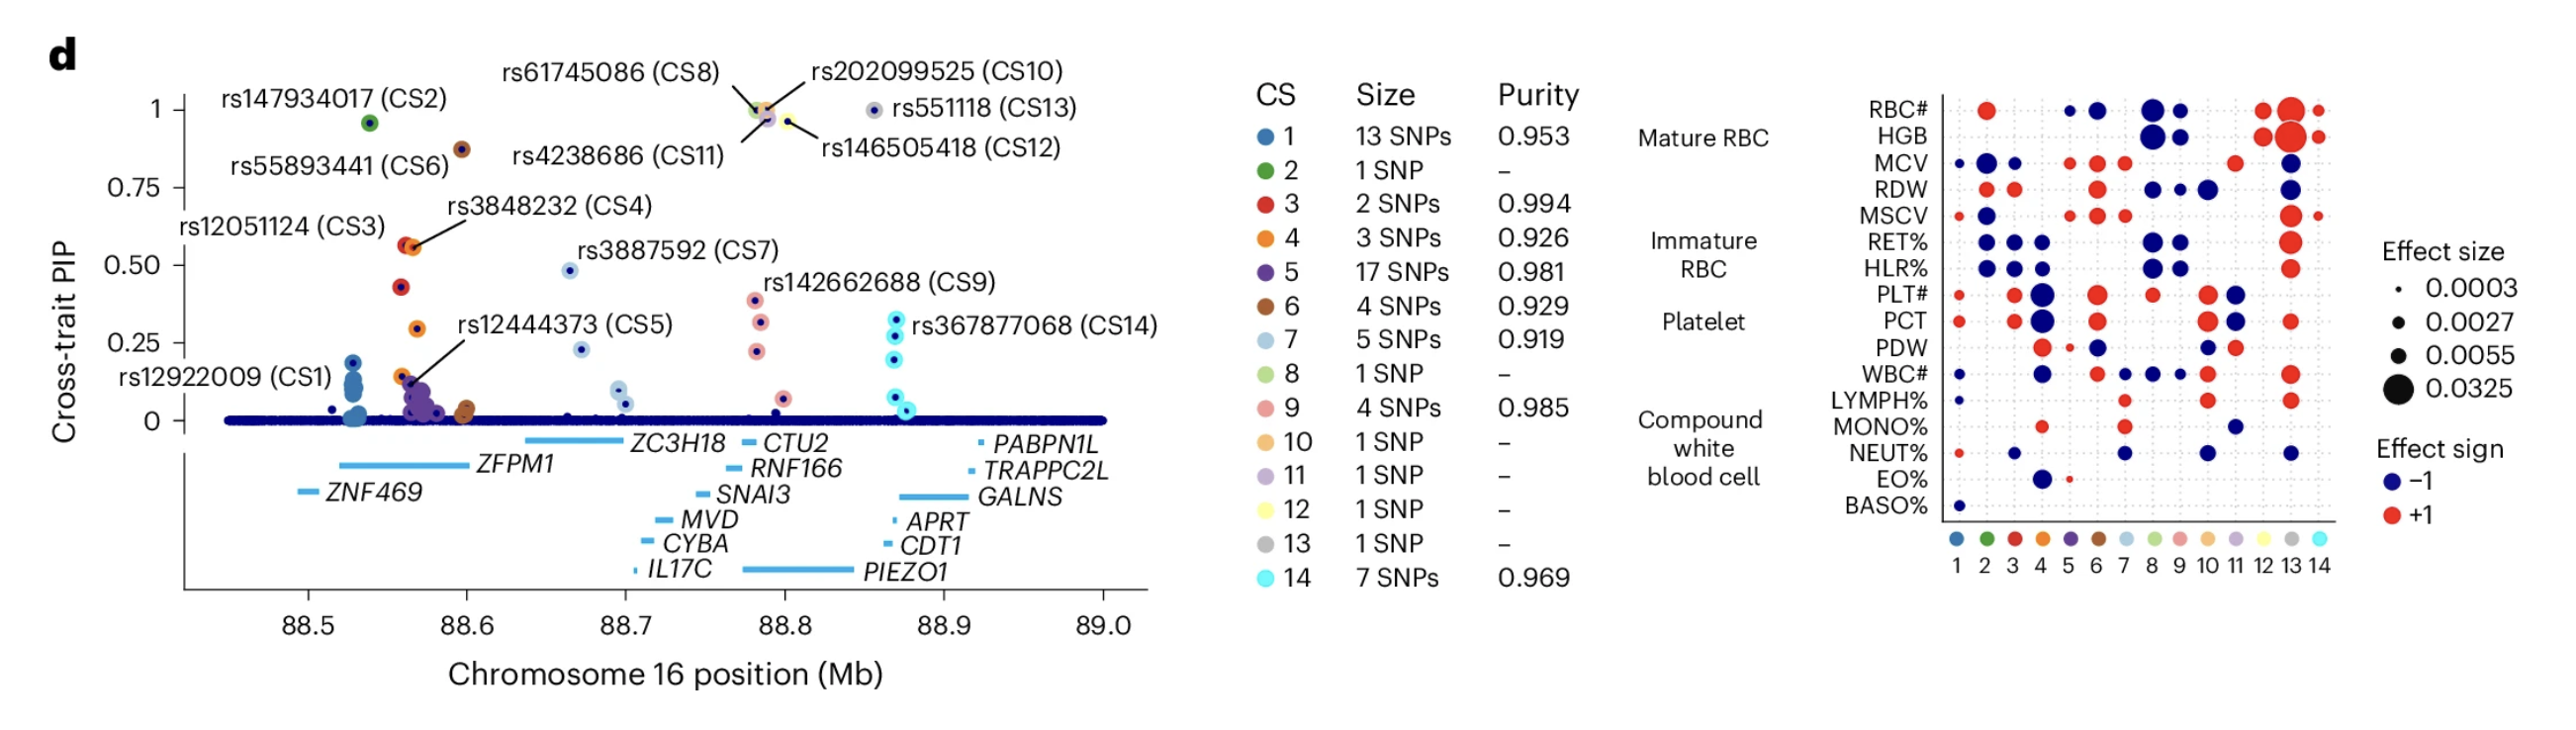 d
rs61745086 (CS8)
rs202099525 (CS10)
rs147934017 (CS2)
rs551118 (CS13)
rs4238686 (CS11)
rs146505418 (CS12)
rs55893441 (CS6)
rs3848232 (CS4)
rs12051124 (CS3)
rs3887592 (CS7)
rs142662688 (CS9)
rs12444373 (CS5)
rs367877068 (CS14)
rs12922009 (CS1)
Cross-trait PIP
1
0.75
0.50
0.25
0
ZC3H18
CTU2
PABPN1L
ZFPM1
RNF166
TRAPPC2L
ZNF469
SNAI3
GALNS
MVD
APRT
CYBA
CDT1
IL17C
PIEZO1
88.5 88.6 88.7 88.8 88.9 89.0
Chromosome 16 position (Mb)
CS Size Purity
1 13 SNPs 0.953
2 1 SNP –
3 2 SNPs 0.994
4 3 SNPs 0.926
5 17 SNPs 0.981
6 4 SNPs 0.929
7 5 SNPs 0.919
8 1 SNP –
9 4 SNPs 0.985
10 1 SNP –
11 1 SNP –
12 1 SNP –
13 1 SNP –
14 7 SNPs 0.969
Mature RBC
Immature
RBC
Platelet
Compound
white
blood cell
RBC#
HGB
MCV
RDW
MSCV
RET%
HLR%
PLT#
PCT
PDW
WBC#
LYMPH%
MONO%
NEUT%
EO%
BASO%
1 2 3 4 5 6 7 8 9 10 11 12 13 14
Effect size
0.0003
0.0027
0.0055
0.0325
Effect sign
−1
+1